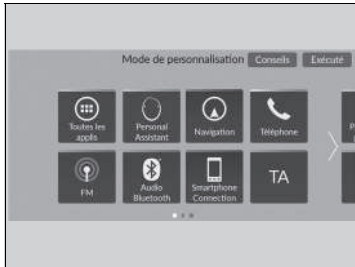 Mode de personnalisation Conseils Exécuté
Toutes les applis
Personal Assistant
Navigation
Téléphone
FM
Audio Bluetooth
Smartphone Connection
TA